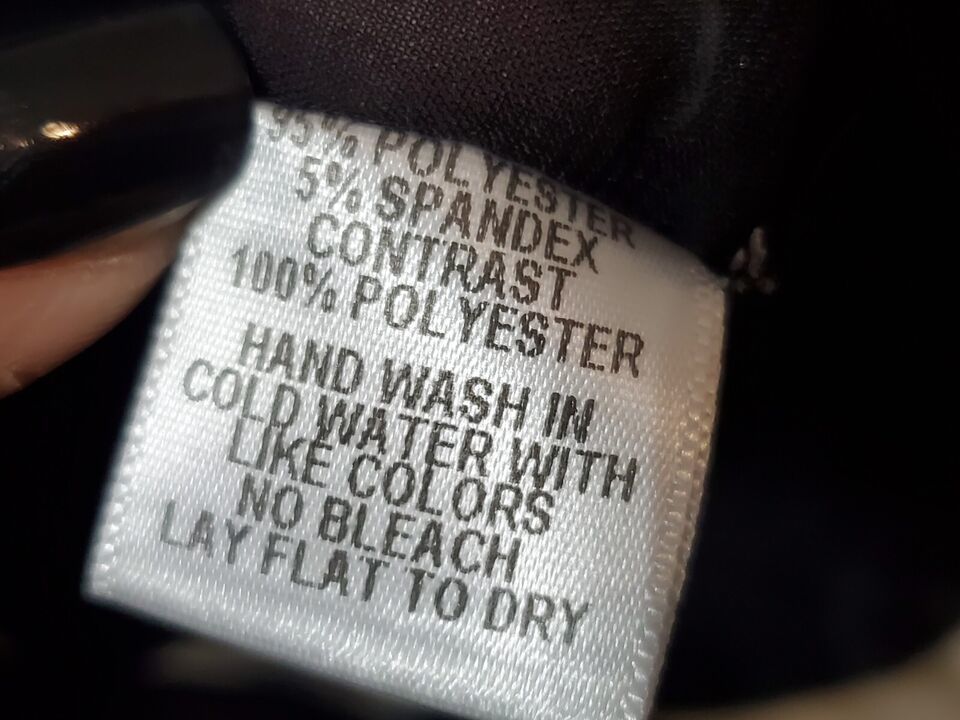 95% POLYESTER
5% SPANDEX
CONTRAST
100% POLYESTER
HAND WASH IN
COLD WATER WITH
LIKE COLORS
NO BLEACH
LAY FLAT TO DRY